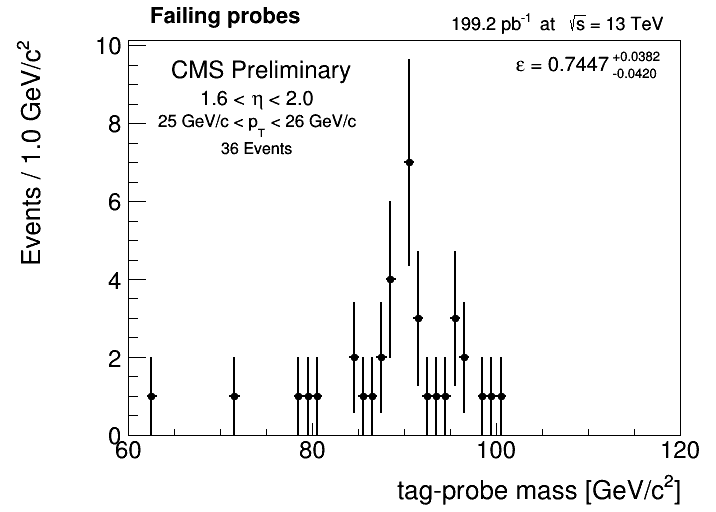 Failing probes
199.2 pb-1 at √s = 13 TeV
CMS Preliminary
1.6 < η < 2.0
25 GeV/c < pT < 26 GeV/c
36 Events
ε = 0.7447 +0.0382 -0.0420
Events / 1.0 GeV/c2
10
8
6
4
2
0
60 80 100 120
tag-probe mass [GeV/c2]